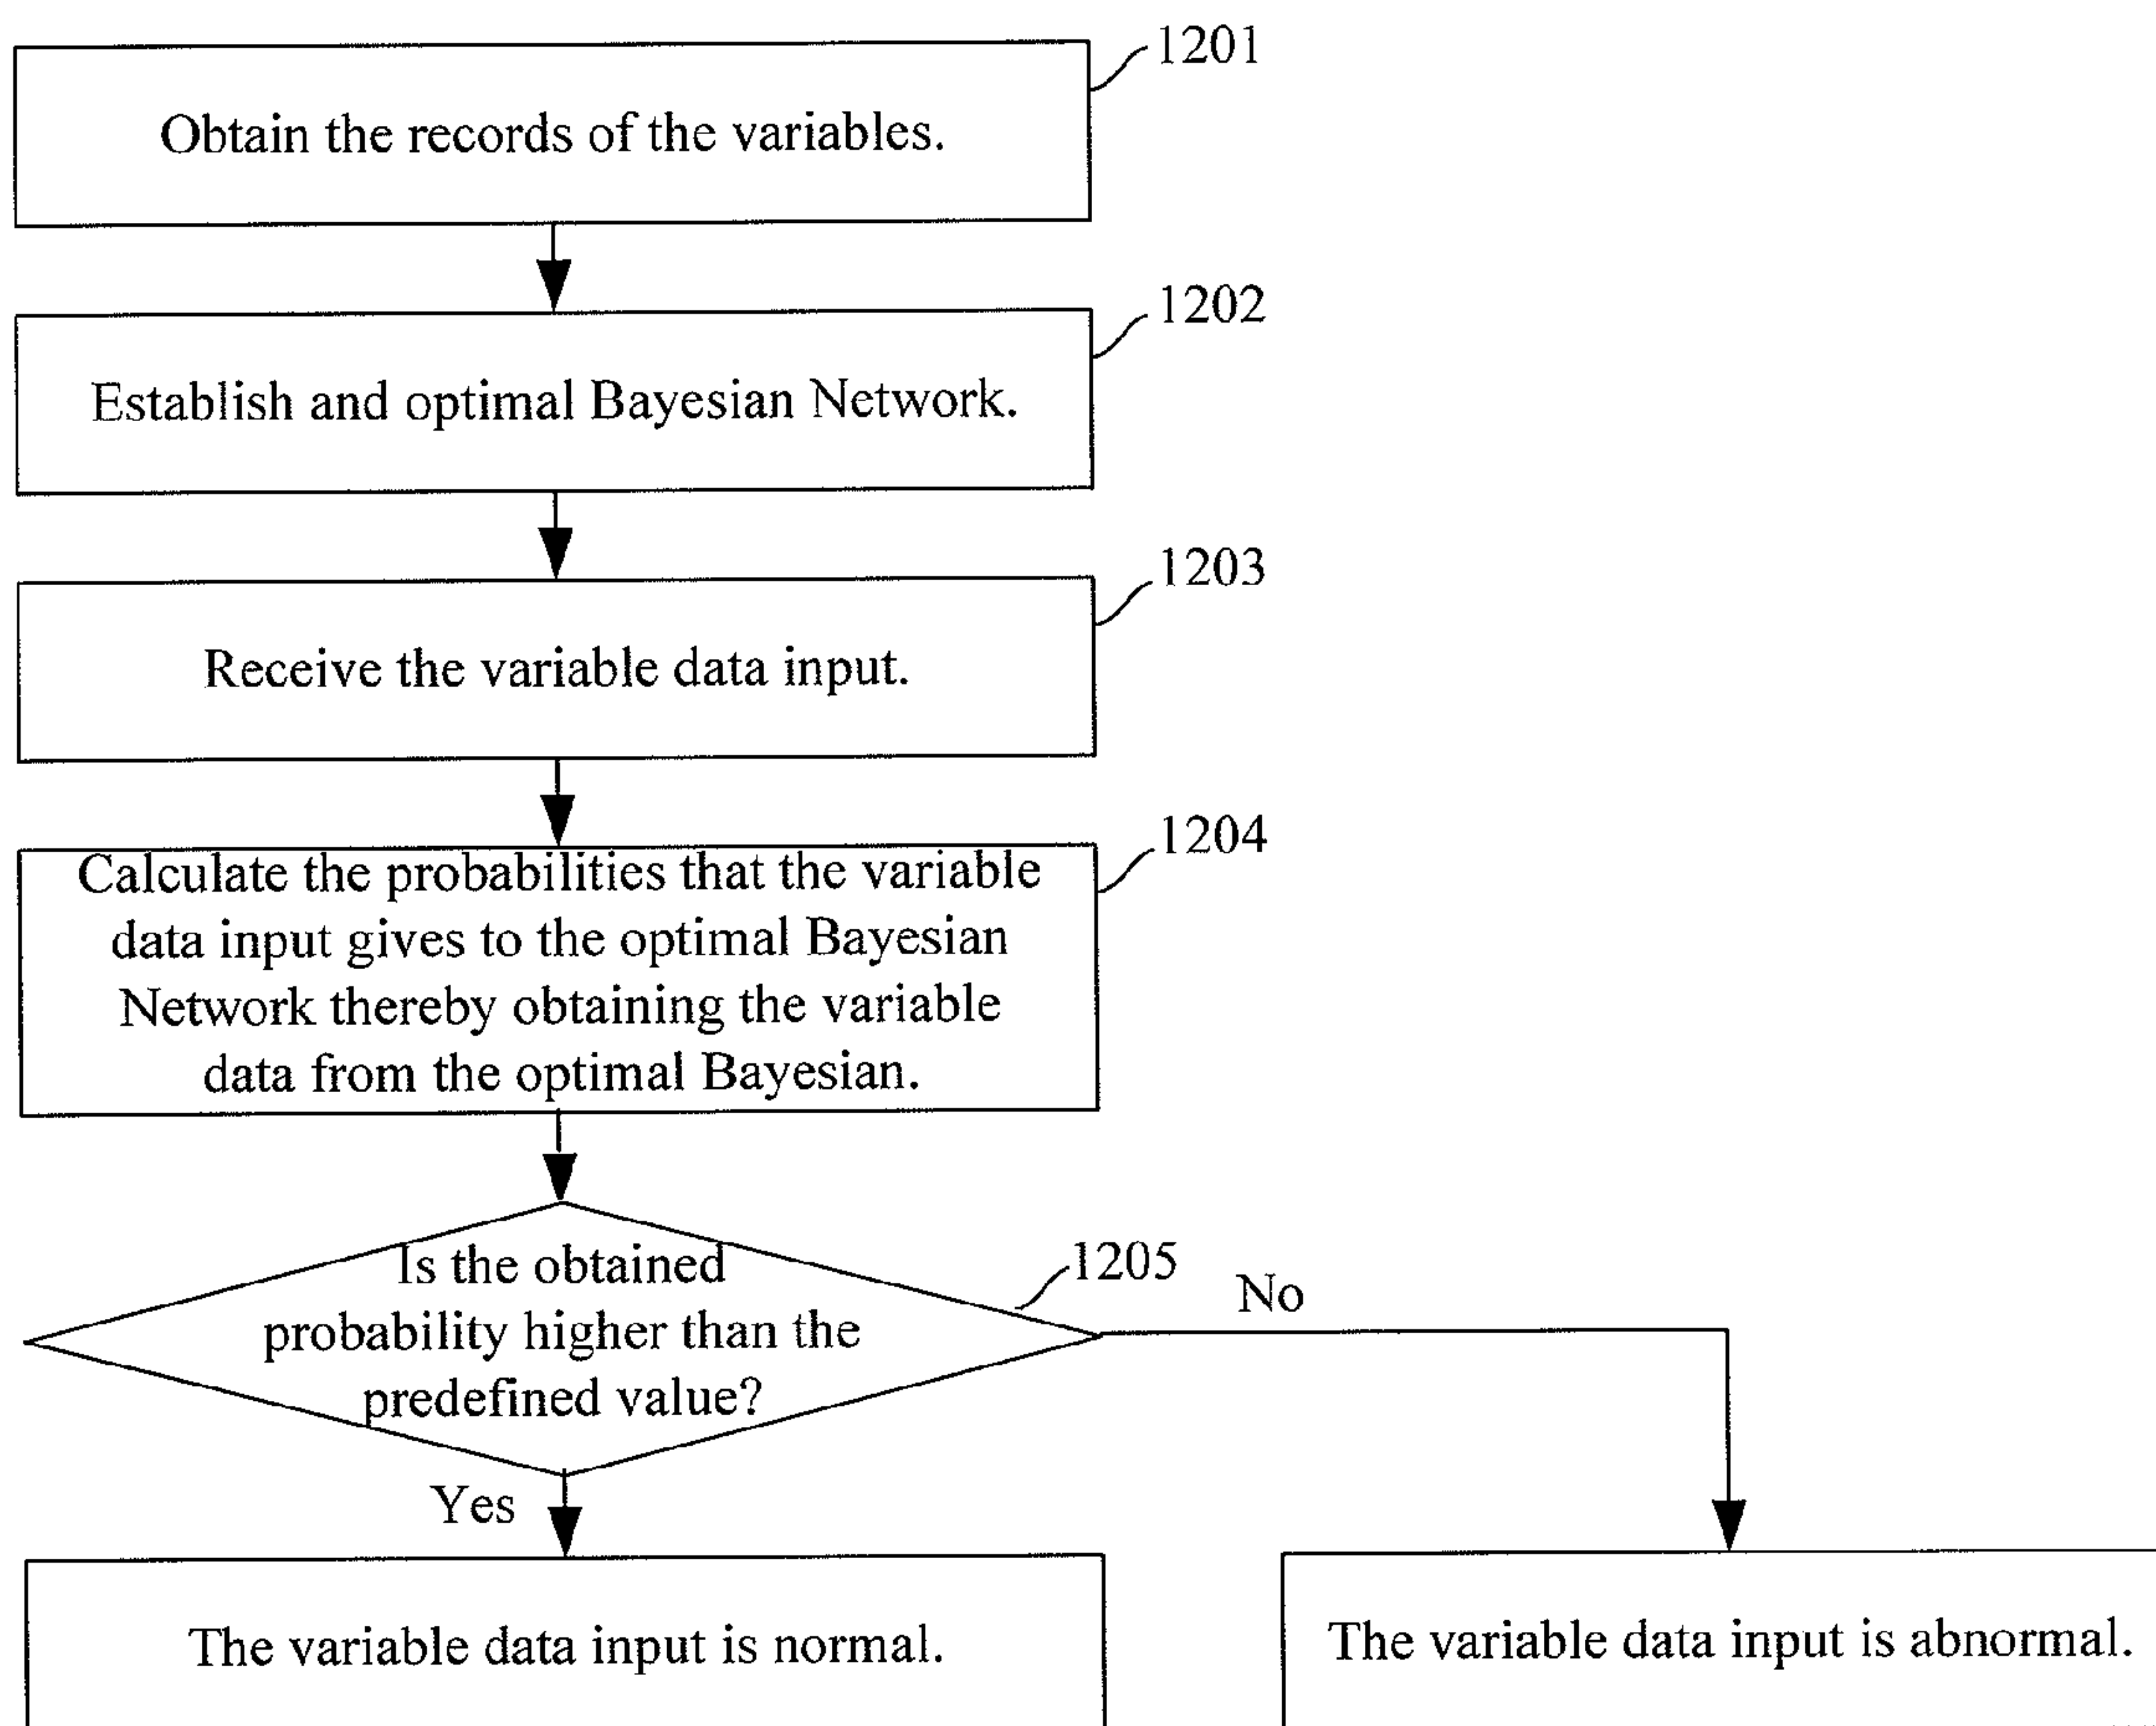 1201
Obtain the records of the variables.
1202
Establish and optimal Bayesian Network.
1203
Receive the variable data input.
1204
Calculate the probabilities that the variable
data input gives to the optimal Bayesian
Network thereby obtaining the variable
data from the optimal Bayesian.
1205
Is the obtained
probability higher than the
predefined value?
No
Yes
The variable data input is normal.
The variable data input is abnormal.